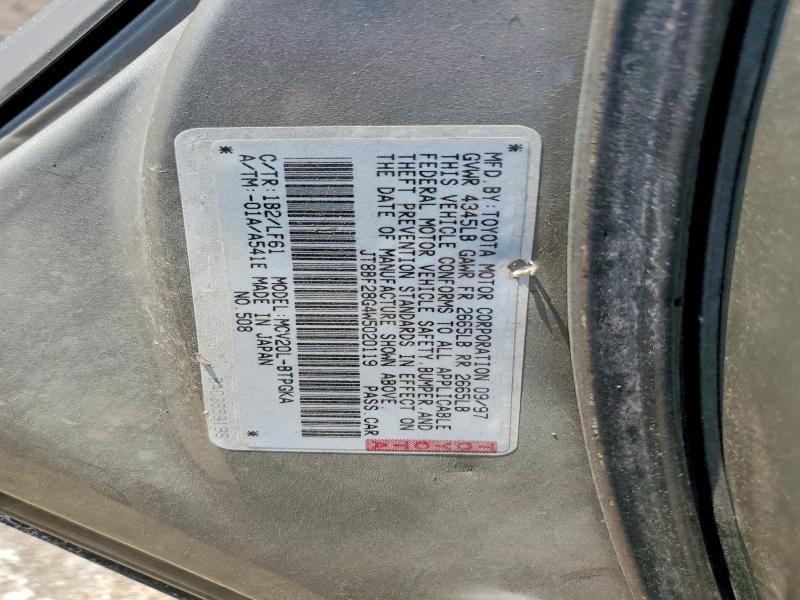 MFD. BY: TOYOTA MOTOR CORPORATION 09/97
GVWR 4345LB GAWR FR 2665LB RR 2665LB
THIS VEHICLE CONFORMS TO ALL APPLICABLE
FEDERAL MOTOR VEHICLE SAFETY BUMPER AND
THEFT PREVENTION STANDARDS IN EFFECT ON
THE DATE OF MANUFACTURE SHOWN ABOVE.
JT8BF28G4W5020119 PASS CAR
TOYOTA
C/TR:1B2/LF61 MODEL:MCV20L-BTPGKA
A/TM:-01A/A541E MADE IN JAPAN
NO 508